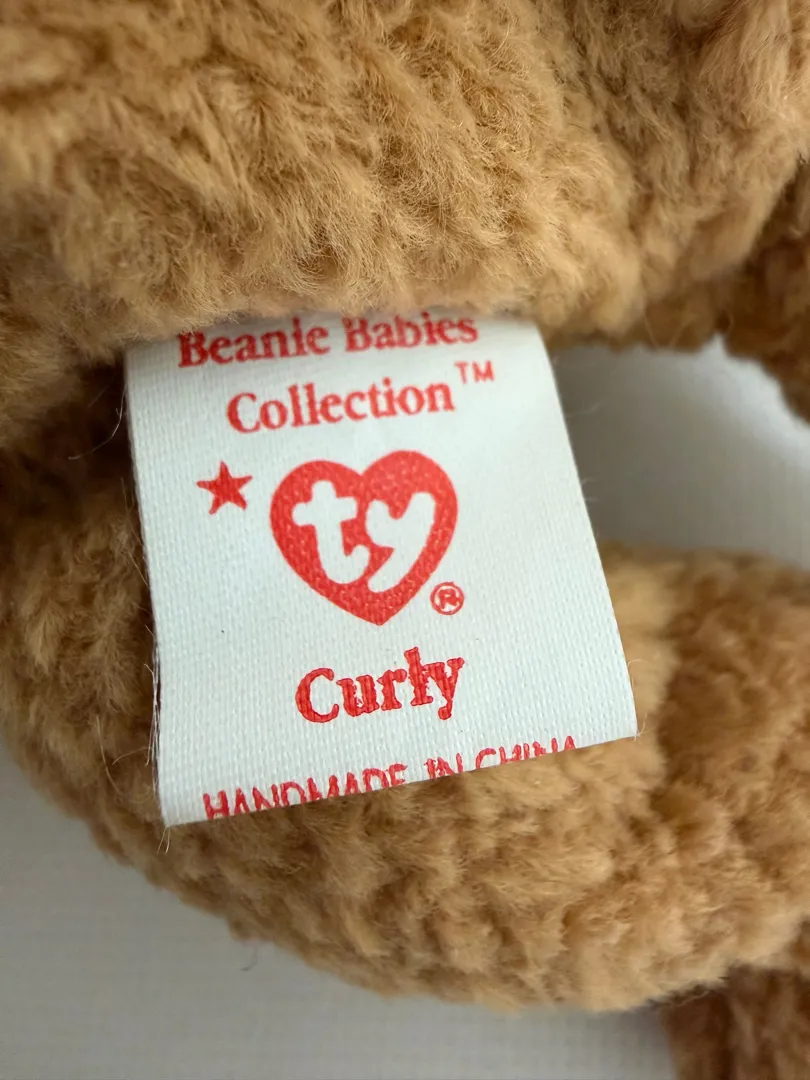 Beanie Babies
Collection™
ty®
Curly
HANDMADE IN CHINA